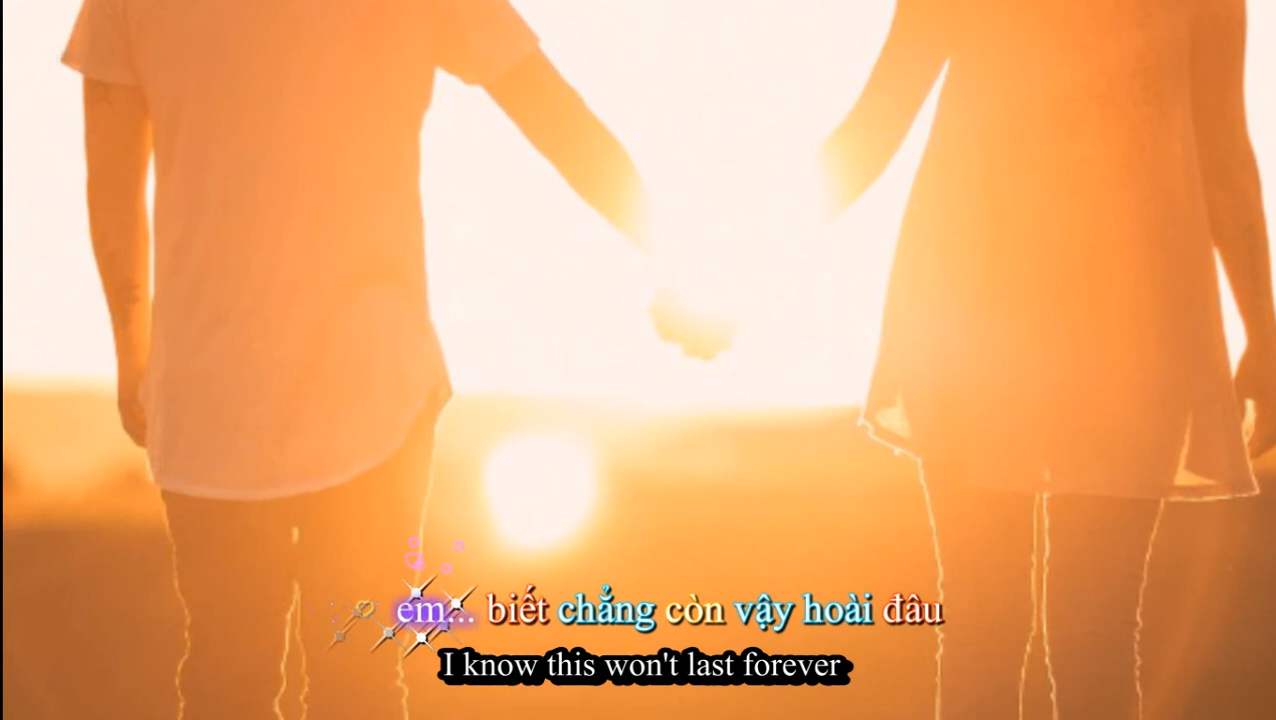 em... biết chẳng còn vậy hoài đâu
I know this won't last forever